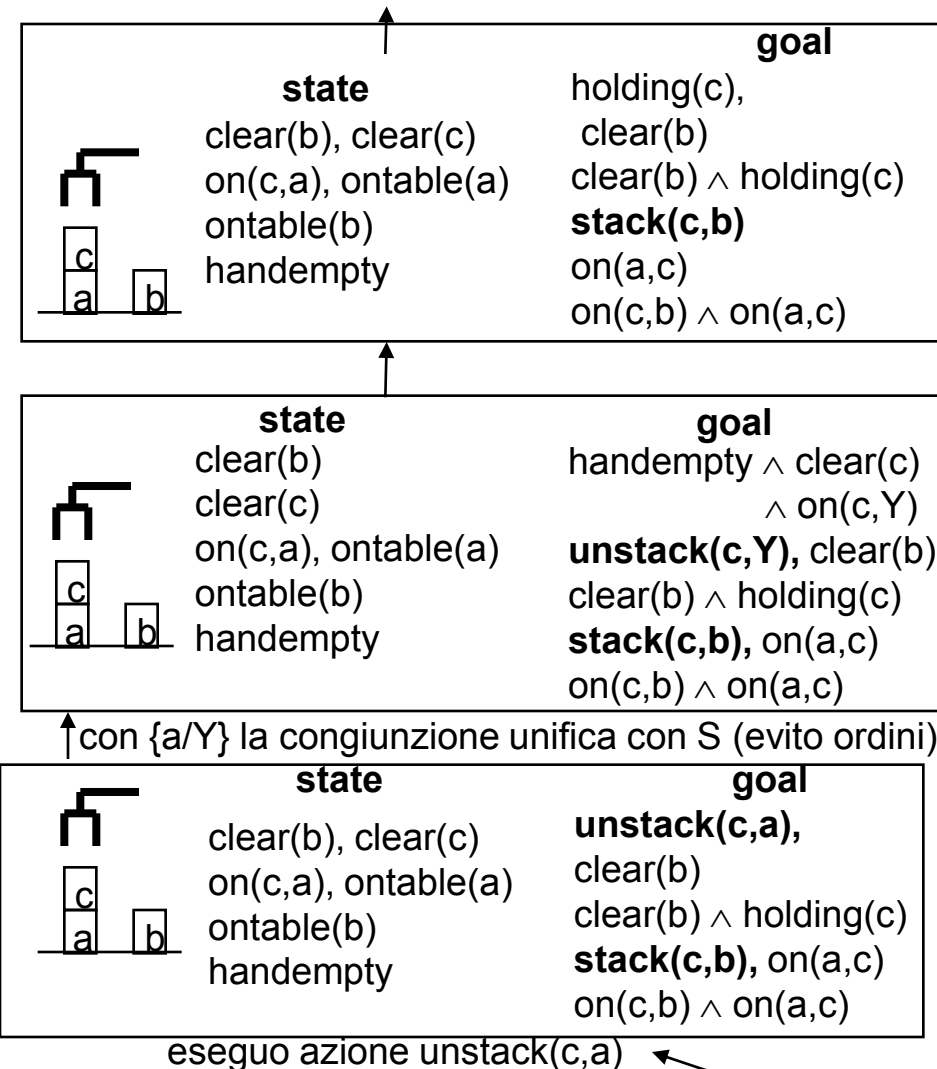 goal
state
holding(c),
clear(b), clear(c)
clear(b)
on(c,a), ontable(a)
clear(b) ∧ holding(c)
ontable(b)
stack(c,b)
handempty
on(a,c)
on(c,b) ∧ on(a,c)
c
a b
state
goal
clear(b)
handempty ∧ clear(c)
clear(c)
∧ on(c,Y)
on(c,a), ontable(a)
unstack(c,Y), clear(b)
ontable(b)
clear(b) ∧ holding(c)
handempty
stack(c,b), on(a,c)
on(c,b) ∧ on(a,c)
c
a b
con {a/Y} la congiunzione unifica con S (evito ordini)
state
goal
unstack(c,a),
clear(b), clear(c)
clear(b)
on(c,a), ontable(a)
clear(b) ∧ holding(c)
ontable(b)
stack(c,b), on(a,c)
handempty
on(c,b) ∧ on(a,c)
c
a b
eseguo azione unstack(c,a)